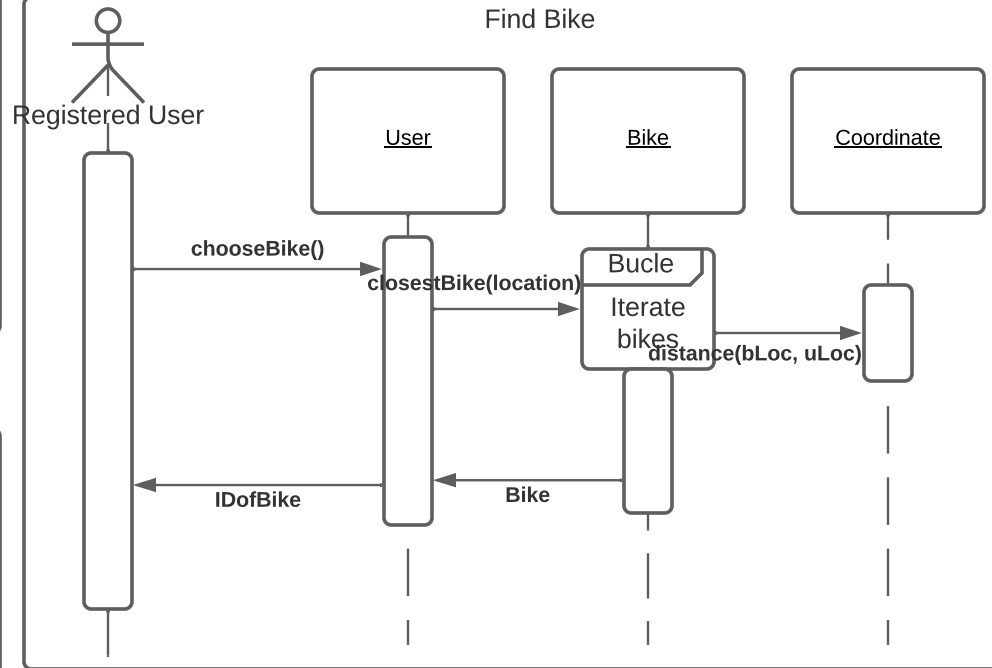 Find Bike
Registered User
User
Bike
Coordinate
chooseBike()
Bucle
closestBike(location)
Iterate
bikes
distance(bLoc, uLoc)
IDofBike
Bike